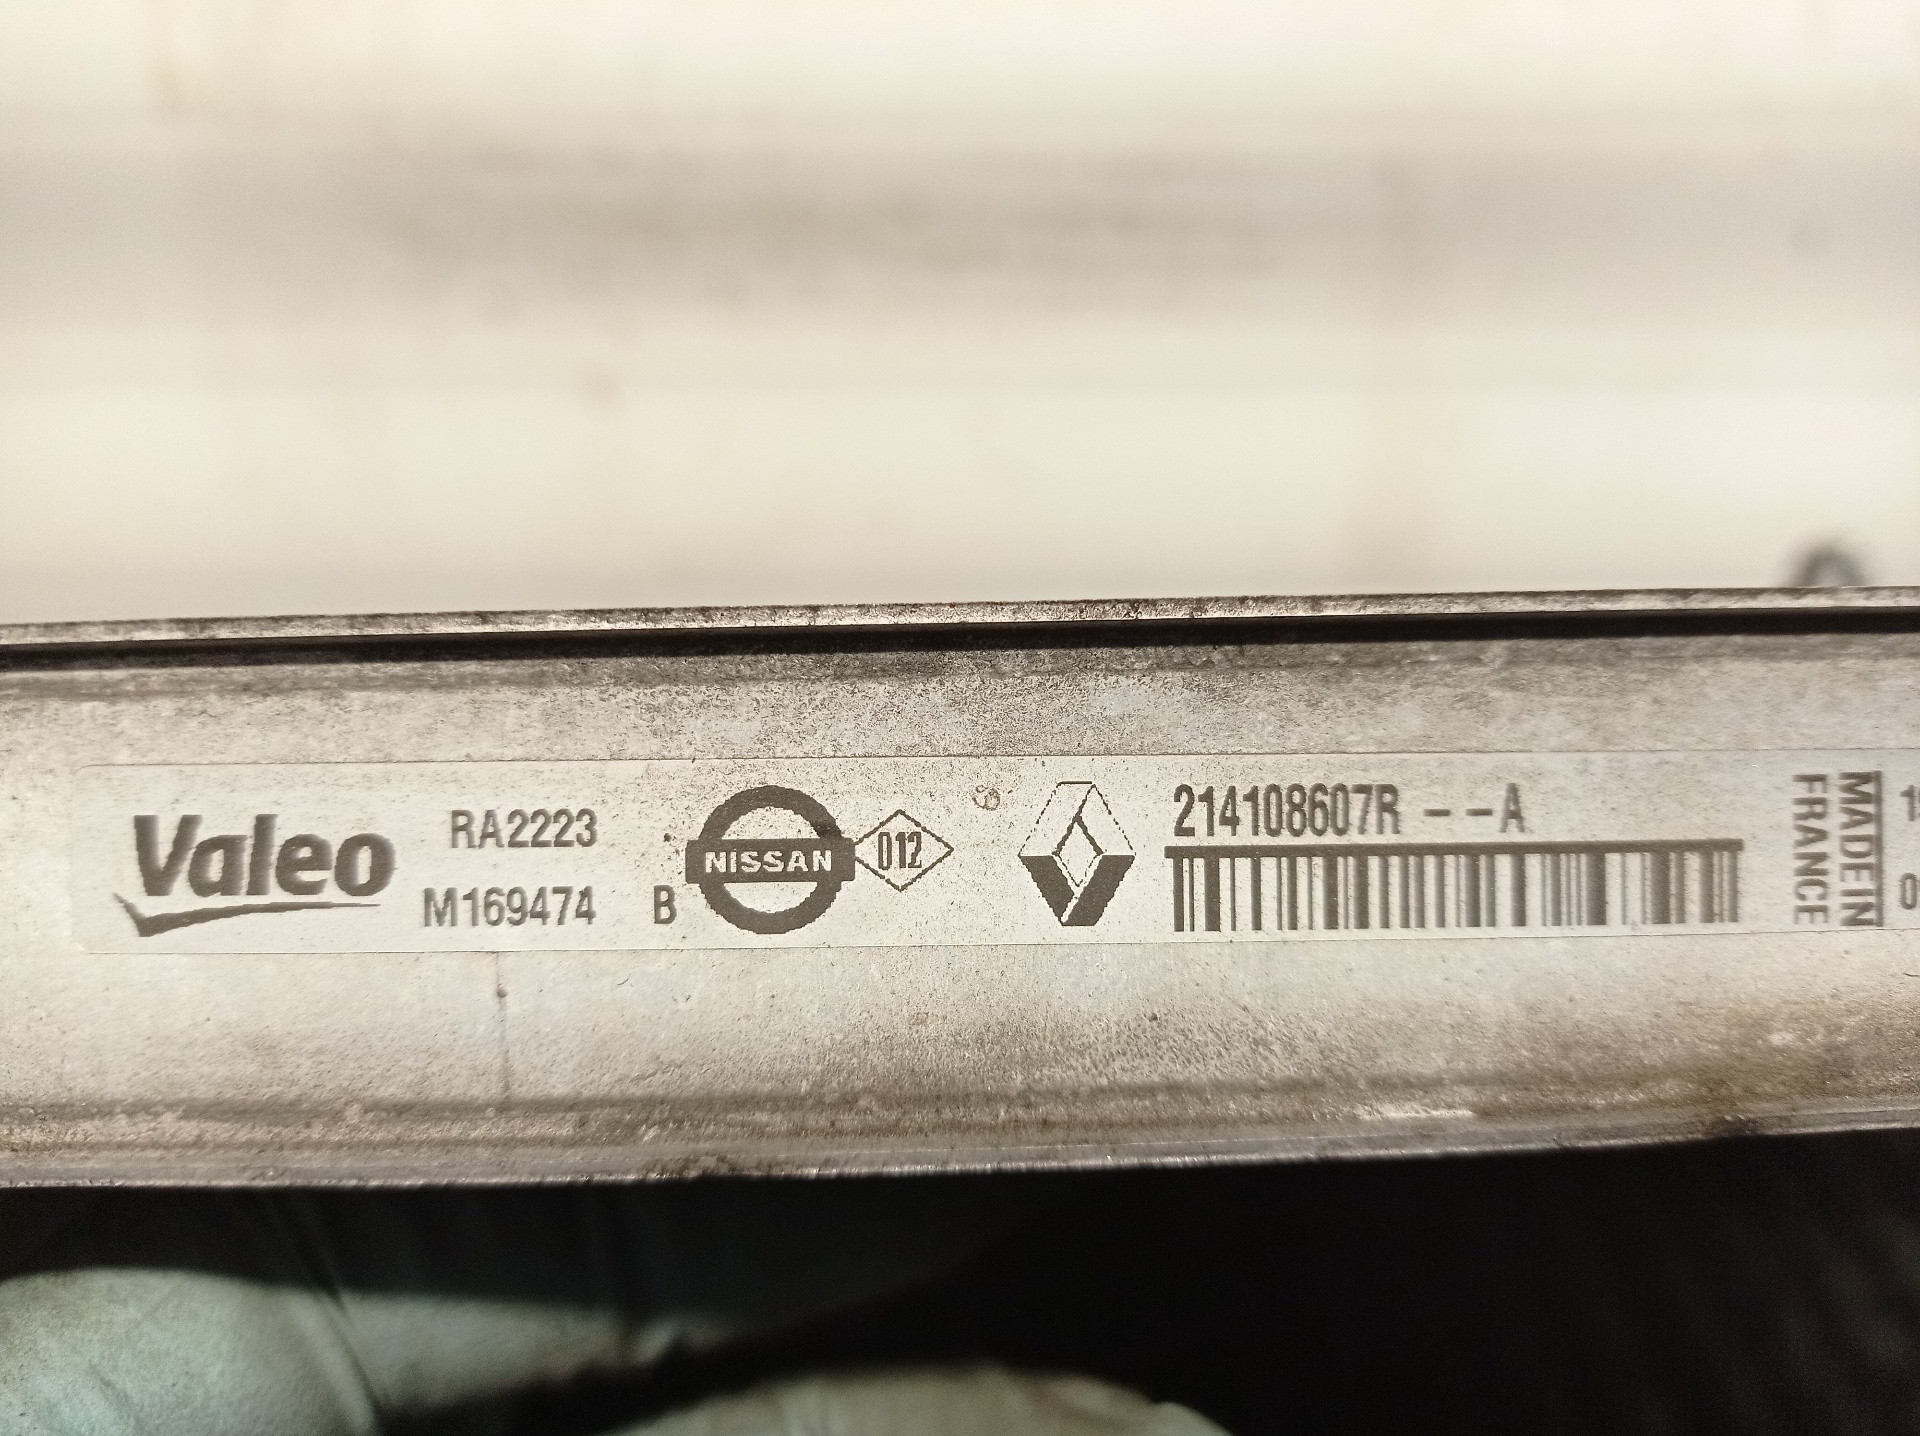 Valeo
RA2223
M169474 B
NISSAN
012
214108607R --A
MADE IN
FRANCE